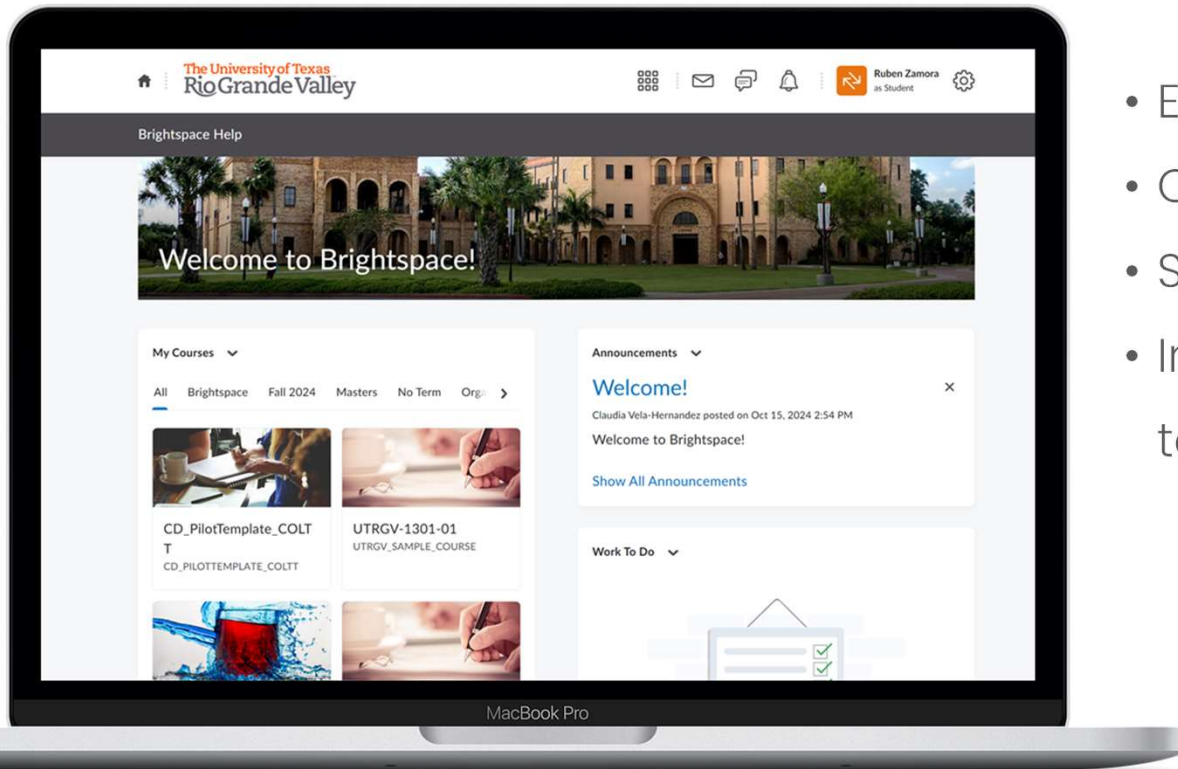 The University of Texas
Rio Grande Valley
Ruben Zamora
as Student
Brightspace Help
Welcome to Brightspace!
My Courses
All Brightspace Fall 2024 Masters No Term
CD_PilotTemplate_COLT
T
CD_PILOTTEMPLATE_COLTT
UTRGV-1301-01
UTRGV_SAMPLE_COURSE
Announcements
Welcome!
Claudia Vela-Hernandez posted on Oct 15, 2024 2:54 PM
Welcome to Brightspace!
Show All Announcements
Work To Do
MacBook Pro